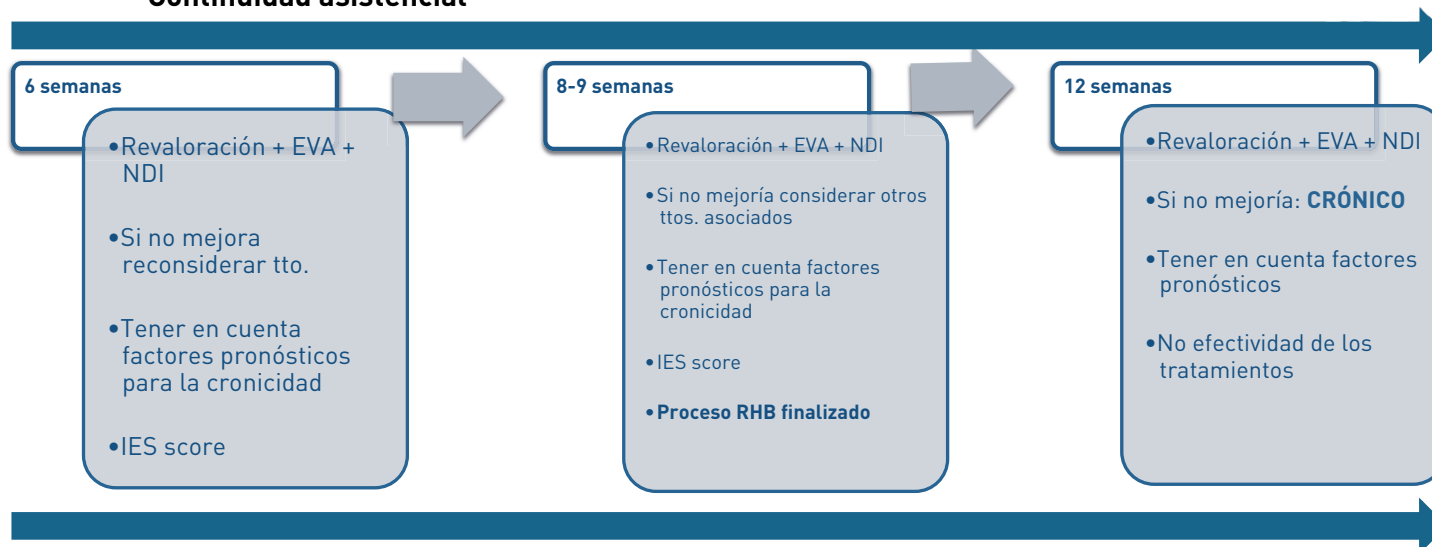 Continuidad asistencial
6 semanas
•Revaloración + EVA +
NDI
•Si no mejora
reconsiderar tto.
•Tener en cuenta
factores pronósticos
para la cronicidad
•IES score
8-9 semanas
•Revaloración + EVA + NDI
•Si no mejoría considerar otros
ttos. asociados
•Tener en cuenta factores
pronósticos para la
cronicidad
•IES score
•Proceso RHB finalizado
12 semanas
•Revaloración + EVA + NDI
•Si no mejoría: CRÓNICO
•Tener en cuenta factores
pronósticos
•No efectividad de los
tratamientos